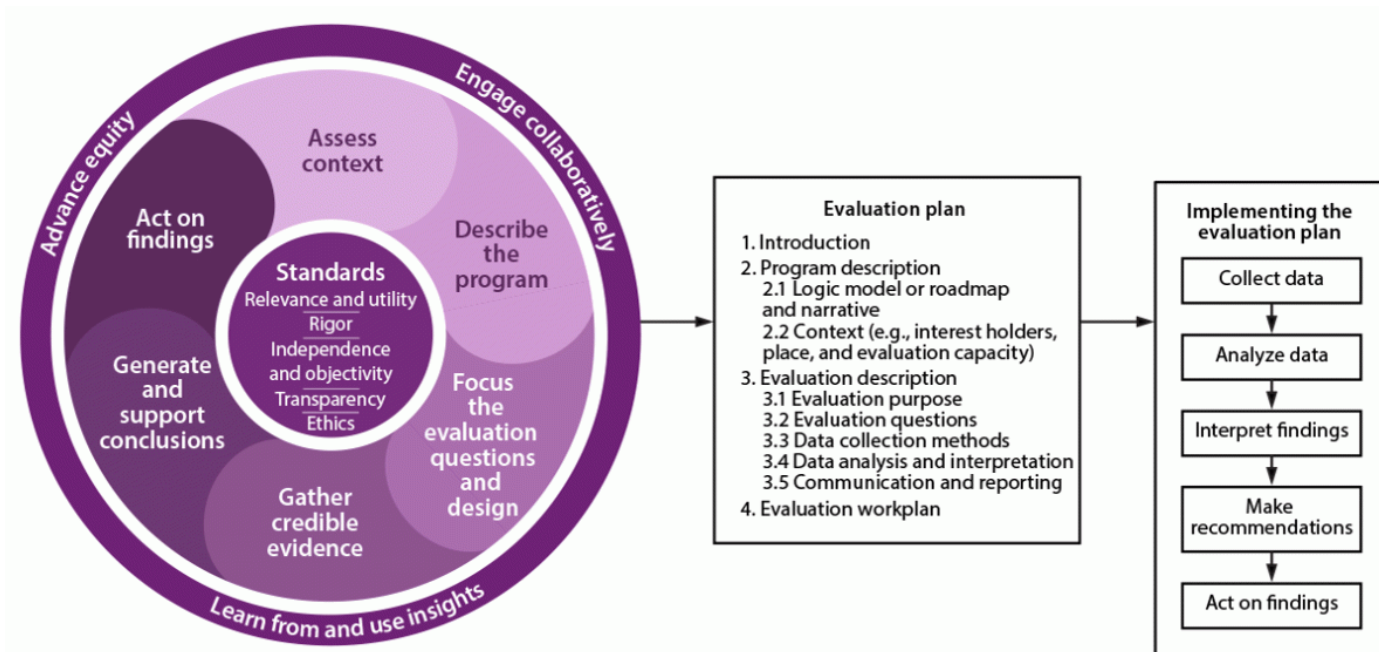 Advance equity
Engage collaboratively
Learn from and use insights
Assess
context
Describe
the
program
Focus
the
evaluation
questions
and
design
Gather
credible
evidence
Generate
and
support
conclusions
Act on
findings
Standards
Relevance and utility
Rigor
Independence
and objectivity
Transparency
Ethics
Evaluation plan
1. Introduction
2. Program description
2.1 Logic model or roadmap
and narrative
2.2 Context (e.g., interest holders,
place, and evaluation capacity)
3. Evaluation description
3.1 Evaluation purpose
3.2 Evaluation questions
3.3 Data collection methods
3.4 Data analysis and interpretation
3.5 Communication and reporting
4. Evaluation workplan
Implementing the
evaluation plan
Collect data
Analyze data
Interpret findings
Make
recommendations
Act on findings